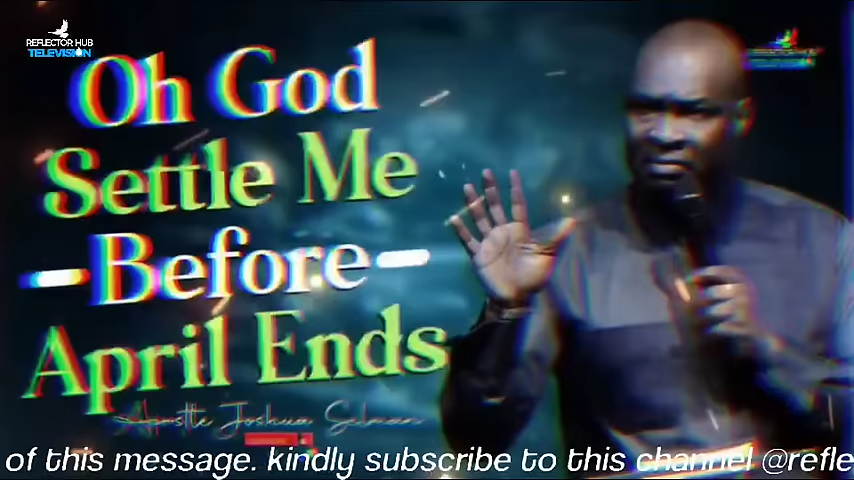 REFLECTOR HUB
TELEVISION
Oh God
Settle Me
Before
April Ends
Apostle Joshua Selman
of this message. kindly subscribe to this channel @refle